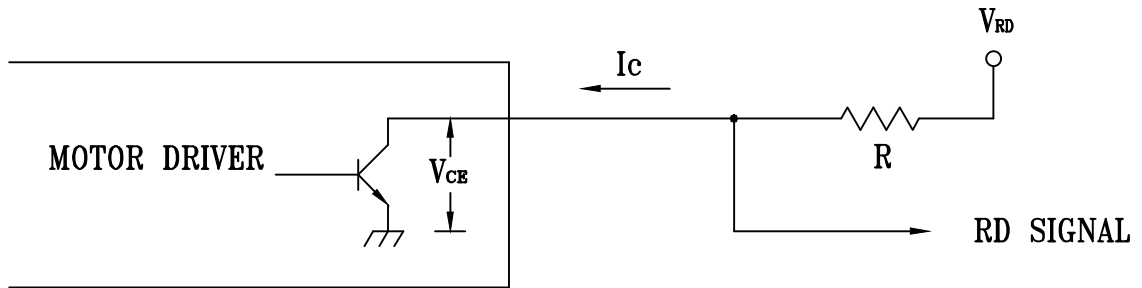 V_RD
Ic
MOTOR DRIVER
V_CE
R
RD SIGNAL